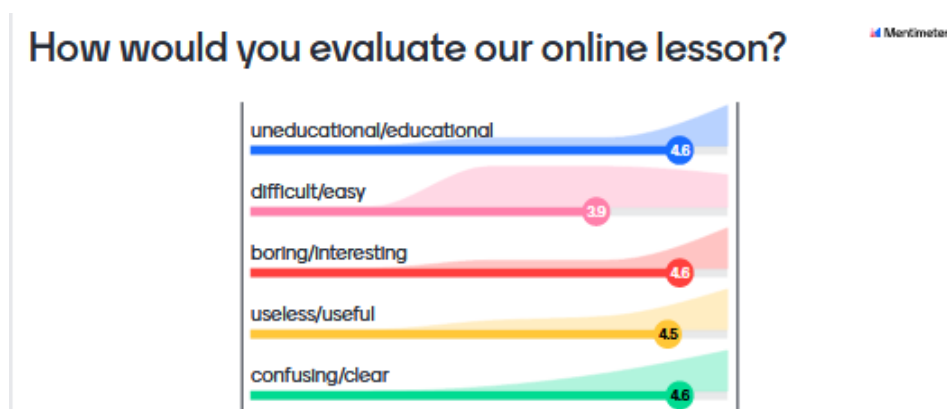 How would you evaluate our online lesson?
Mentimeter
uneducational/educational
4.6
difficult/easy
3.9
boring/interesting
4.6
useless/useful
4.5
confusing/clear
4.6